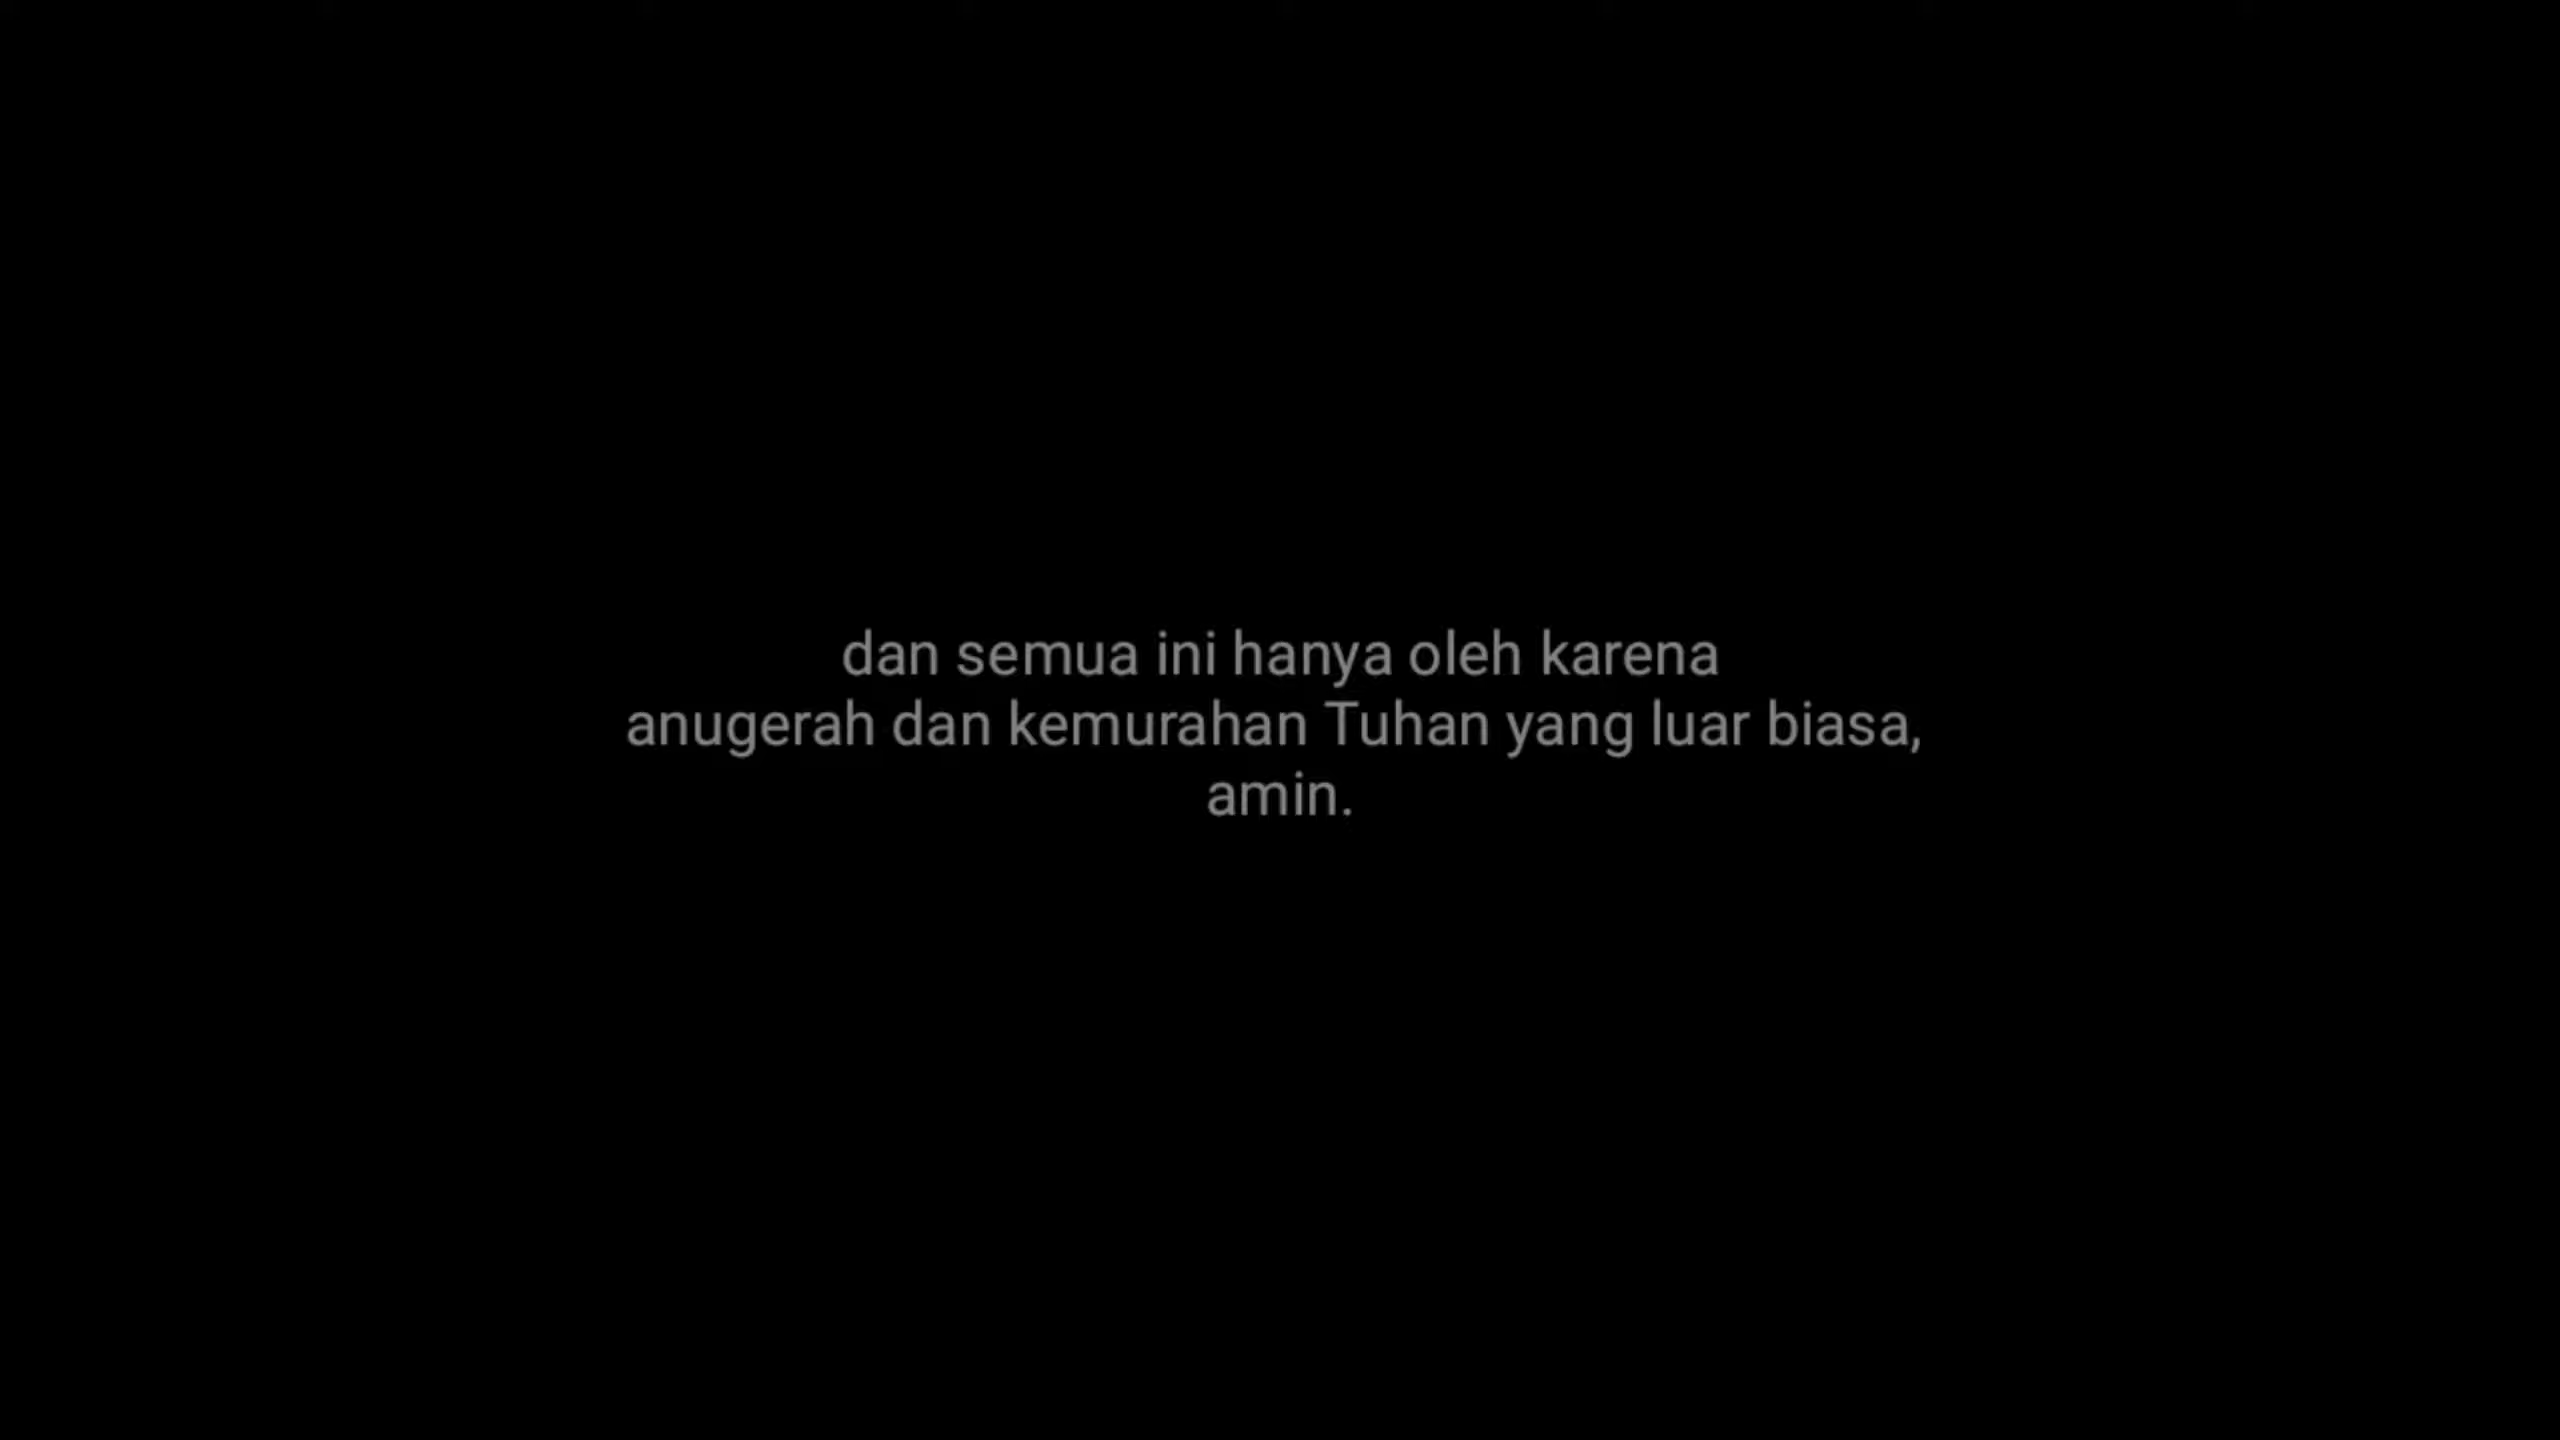 dan semua ini hanya oleh karena
anugerah dan kemurahan Tuhan yang luar biasa,
amin.